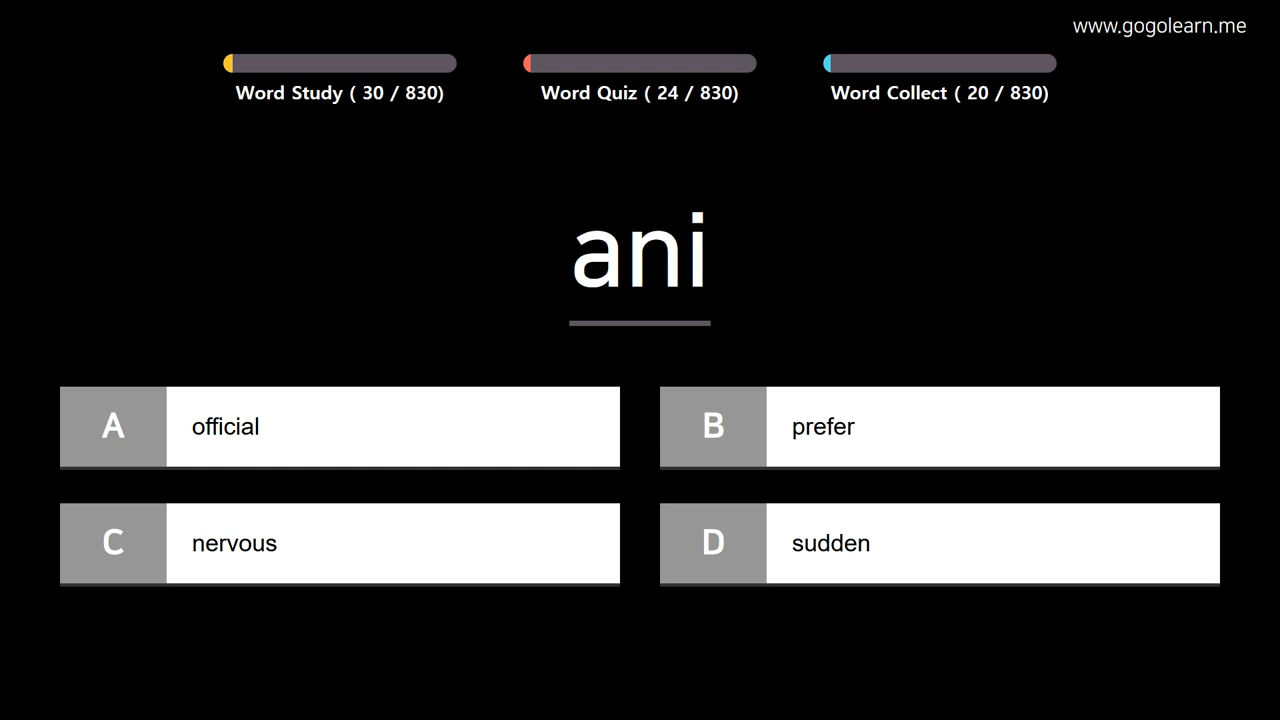 www.gogolearn.me
Word Study ( 30 / 830) Word Quiz ( 24 / 830) Word Collect ( 20 / 830)
ani
A official B prefer
C nervous D sudden